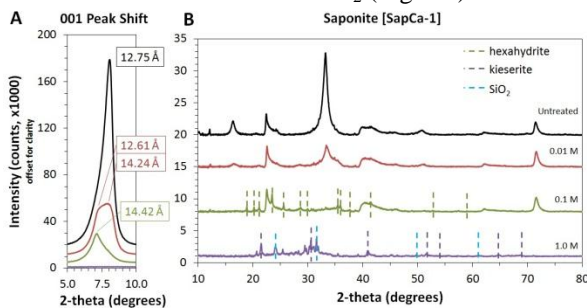 A 001 Peak Shift
Intensity (counts, x1000)
offset for clarity
200
160
120
80
40
0
12.75 Å
12.61 Å
14.24 Å
14.42 Å
5.0 7.5 10.0
2-theta (degrees)
B Saponite [SapCa-1]
35
30
25
20
15
10
5
0
hexahydrite
kieserite
SiO2
Untreated
0.01 M
0.1 M
1.0 M
10 20 30 40 50 60 70 80
2-theta (degrees)